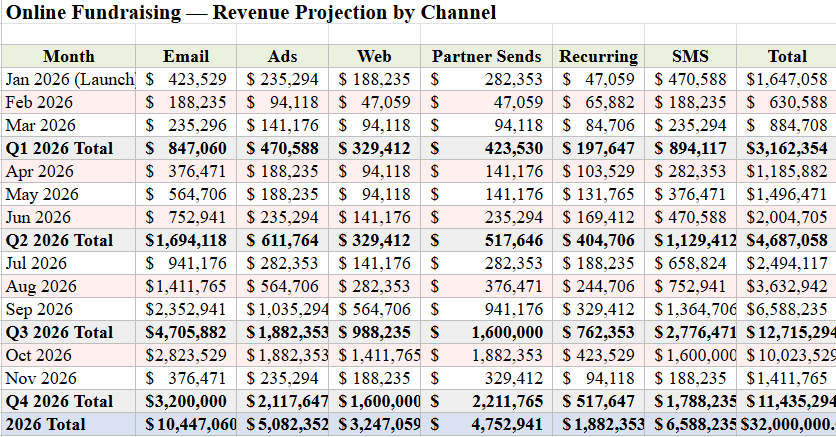 Online Fundraising — Revenue Projection by Channel
Month Email Ads Web Partner Sends Recurring SMS Total
Jan 2026 (Launch $ 423,529 $ 235,294 $ 188,235 $ 282,353 $ 47,059 $ 470,588 $1,647,058
Feb 2026 $ 188,235 $ 94,118 $ 47,059 $ 47,059 $ 65,882 $ 188,235 $ 630,588
Mar 2026 $ 235,296 $ 141,176 $ 94,118 $ 94,118 $ 84,706 $ 235,294 $ 884,708
Q1 2026 Total $ 847,060 $ 470,588 $ 329,412 $ 423,530 $ 197,647 $ 894,117 $3,162,354
Apr 2026 $ 376,471 $ 188,235 $ 94,118 $ 141,176 $ 103,529 $ 282,353 $1,185,882
May 2026 $ 564,706 $ 188,235 $ 94,118 $ 141,176 $ 131,765 $ 376,471 $1,496,471
Jun 2026 $ 752,941 $ 235,294 $ 141,176 $ 235,294 $ 169,412 $ 470,588 $2,004,705
Q2 2026 Total $1,694,118 $ 611,764 $ 329,412 $ 517,646 $ 404,706 $ 1,129,412 $4,687,058
Jul 2026 $ 941,176 $ 282,353 $ 141,176 $ 282,353 $ 188,235 $ 658,824 $2,494,117
Aug 2026 $1,411,765 $ 564,706 $ 282,353 $ 376,471 $ 244,706 $ 752,941 $3,632,942
Sep 2026 $2,352,941 $ 1,035,294 $ 564,706 $ 941,176 $ 329,412 $ 1,364,706 $6,588,235
Q3 2026 Total $4,705,882 $ 1,882,353 $ 988,235 $ 1,600,000 $ 762,353 $ 2,776,471 $ 12,715,294
Oct 2026 $2,823,529 $ 1,882,353 $ 1,411,765 $ 1,882,353 $ 423,529 $ 1,600,000 $ 10,023,529
Nov 2026 $ 376,471 $ 235,294 $ 188,235 $ 329,412 $ 94,118 $ 188,235 $ 1,411,765
Q4 2026 Total $3,200,000 $ 2,117,647 $ 1,600,000 $ 2,211,765 $ 517,647 $ 1,788,235 $ 11,435,294
2026 Total $ 10,447,060 $ 5,082,352 $ 3,247,059 $ 4,752,941 $ 1,882,353 $ 6,588,235 $32,000,000.